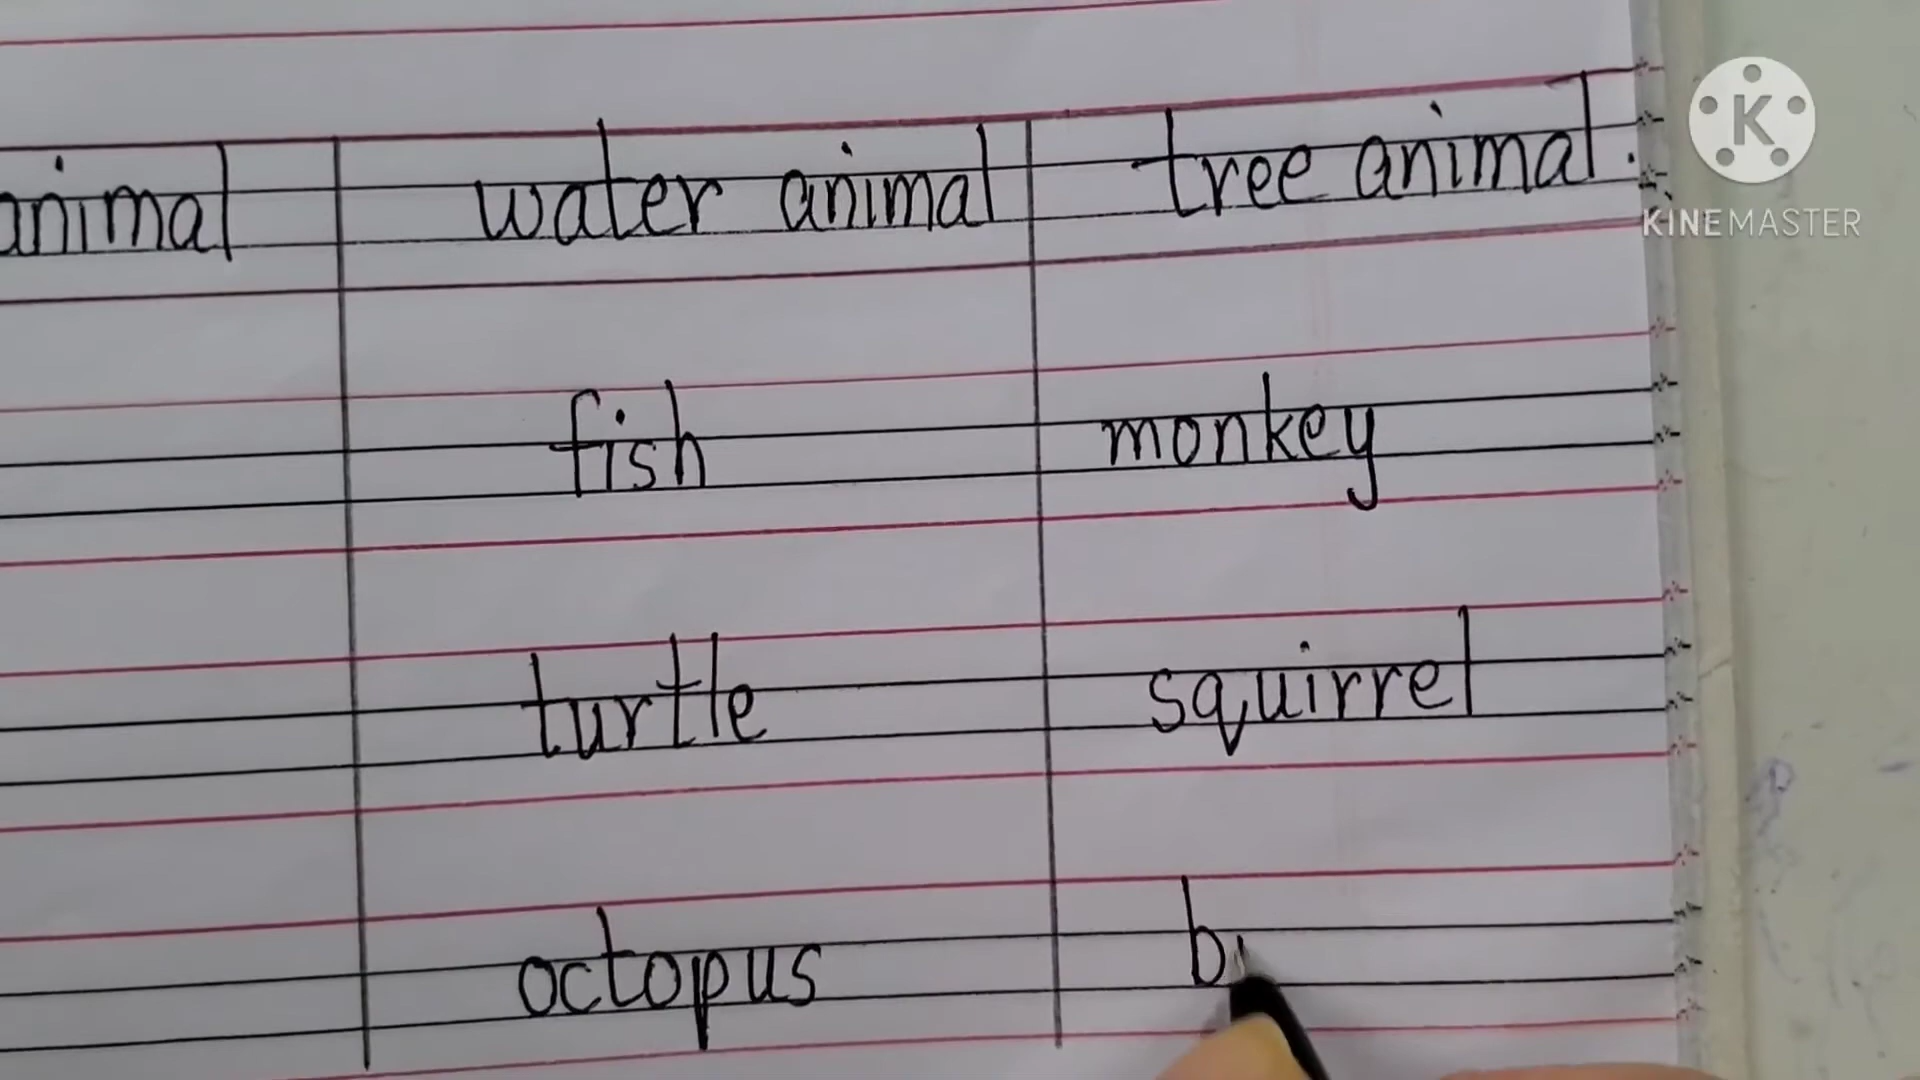 animal water animal tree animal.
fish monkey
turtle squirrel
octopus b
KINEMASTER